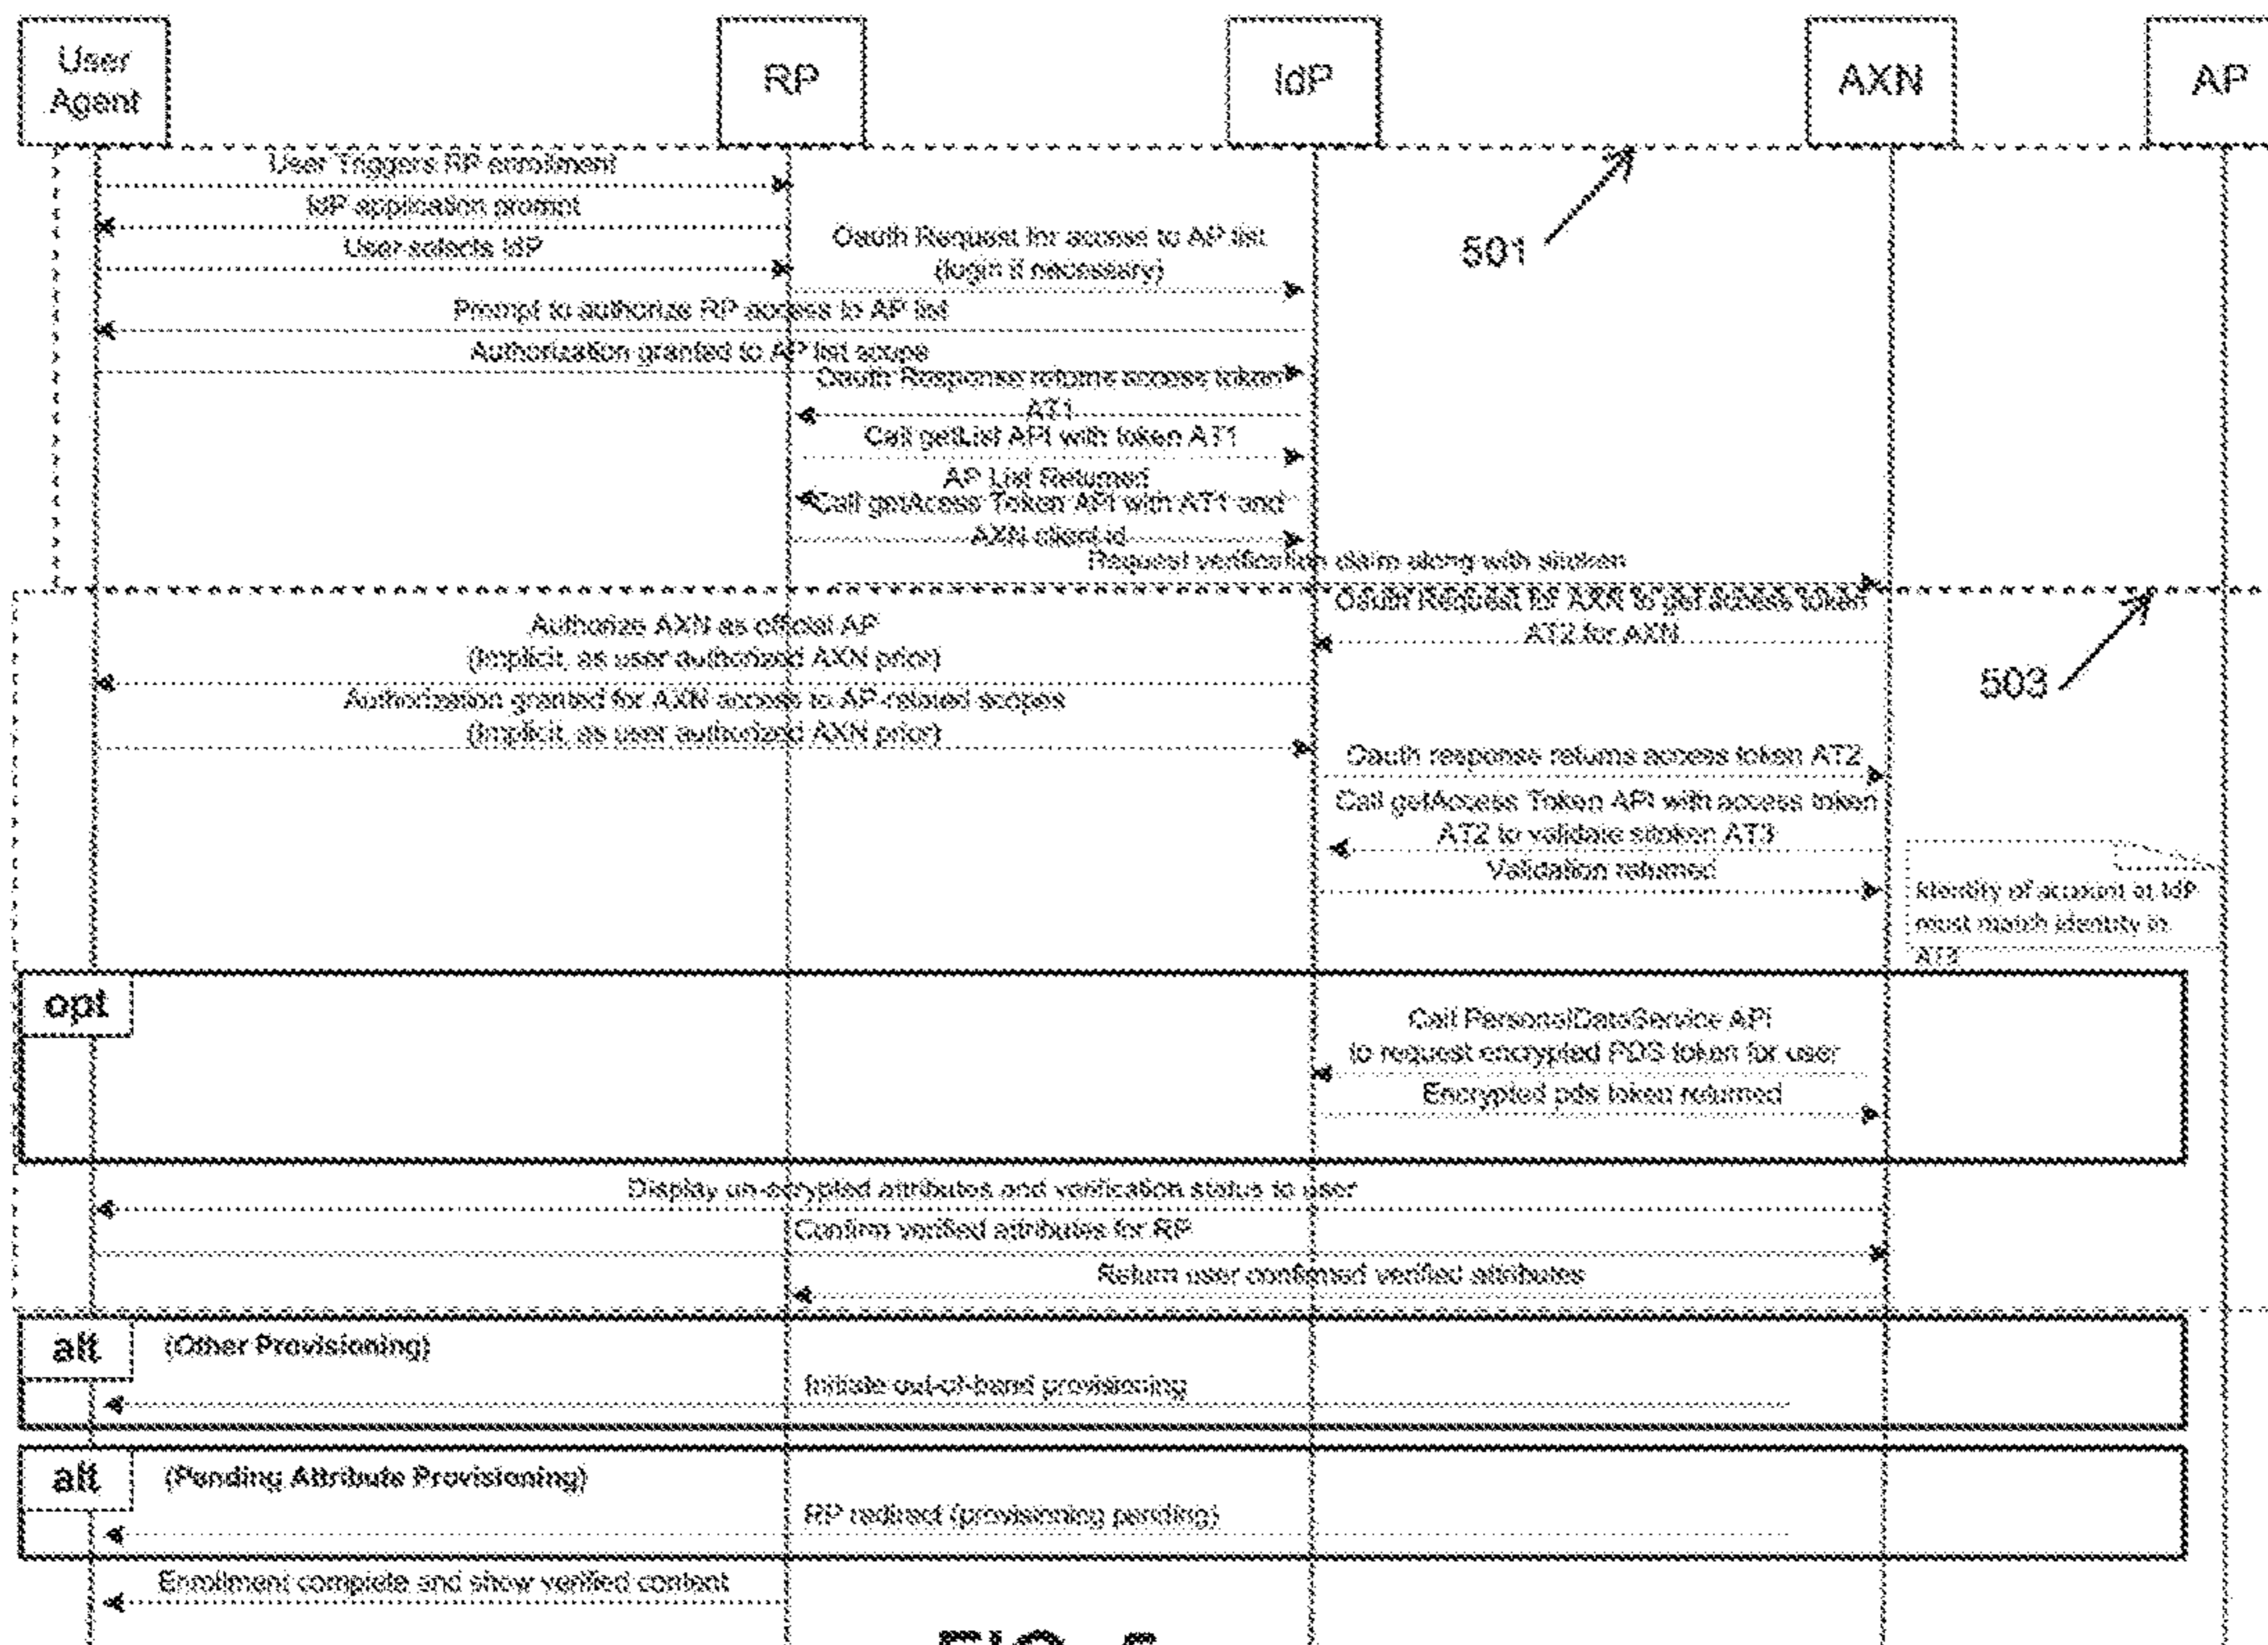 User
Agent
RP
IdP
AXN
AP
User Triggers RP enrollment
IdP application prompt
User selects IdP
Oauth Request for access to AP list
(login if necessary)
501
Prompt to authorize RP access to AP list
Authorization granted to AP list scope
Oauth Response returns access token
AT1
Call getList API with token AT1
AP List Returned
Call getAcess Token API with AT1 and
AXN client id
Request verification claim along with sitoken
Oauth Request for AXN to get access token
AT2 for AXN
503
Authorize AXN as official AP
(Implicit, as user authorized AXN prior)
Authorization granted for AXN access to AP-related scopes
(Implicit, as user authorized AXN prior)
Oauth response returns access token AT2
Call getAccess Token API with access token
AT2 to validate sitoken AT3
Validation returned
Identity of account at IdP
must match identity in
AT3
opt
Call PersonalDataService API
to request encrypted PDS token for user
Encrypted pds token returned
Display un-encrypted attributes and verification status to user
Confirm verified attributes for RP
Return user confirmed verified attributes
alt
(Other Provisioning)
Initiate out-of-band provisioning
alt
(Pending Attribute Provisioning)
RP redirect (provisioning pending)
Enrollment complete and show verified content